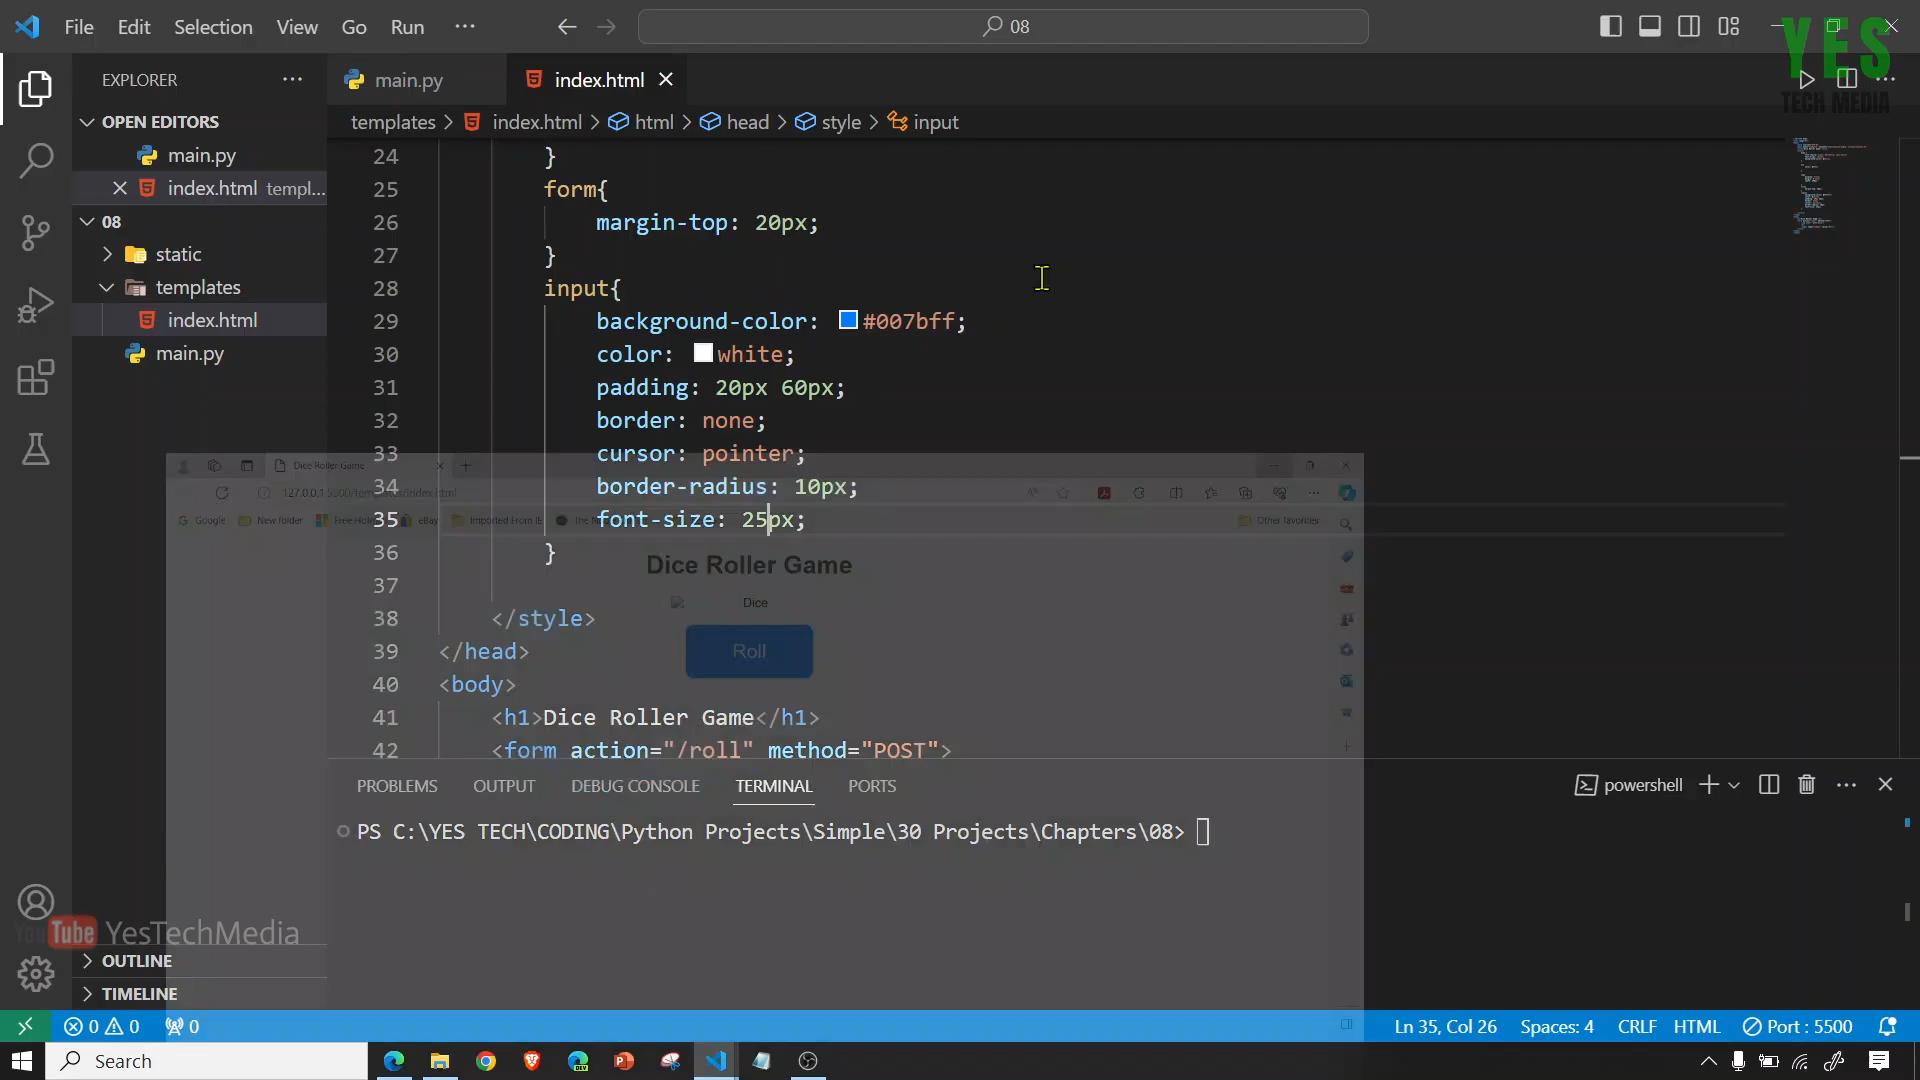 File Edit Selection View Go Run ···
08
YES
TECH MEDIA
EXPLORER
OPEN EDITORS
main.py
index.html templ...
08
static
templates
index.html
main.py
OUTLINE
TIMELINE
YouTube YesTechMedia
main.py index.html
templates > index.html > html > head > style > input
24 }
25 form{
26 margin-top: 20px;
27 }
28 input{
29 background-color: #007bff;
30 color: white;
31 padding: 20px 60px;
32 border: none;
33 cursor: pointer;
34 border-radius: 10px;
35 font-size: 25px;
36 }
37
38 </style>
39 </head>
40 <body>
41 <h1>Dice Roller Game</h1>
42 <form action="/roll" method="POST">
Dice Roller Game
127.0.0.1:5500/templates/index.html
Google New folder eBay Imported From IE Other favorites
Dice Roller Game
Dice
Roll
PROBLEMS OUTPUT DEBUG CONSOLE TERMINAL PORTS
powershell
PS C:\YES TECH\CODING\Python Projects\Simple\30 Projects\Chapters\08>
0 0 0
Ln 35, Col 26 Spaces: 4 CRLF HTML Port : 5500
Search